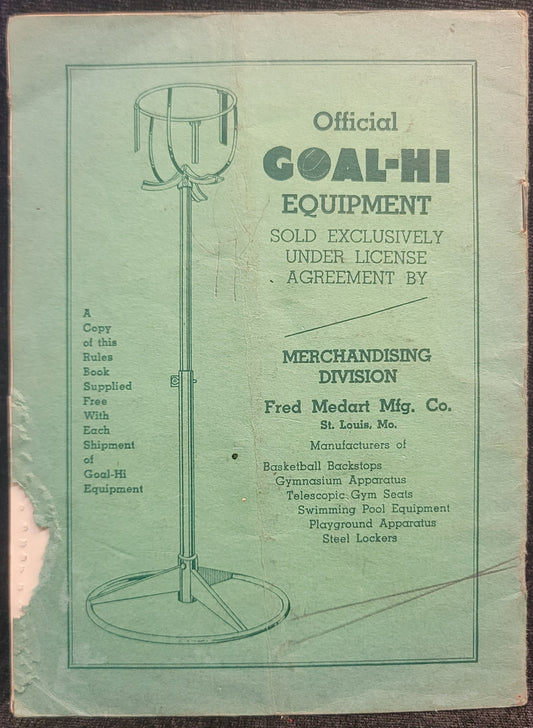 Official
GOAL-HI
EQUIPMENT
SOLD EXCLUSIVELY
UNDER LICENSE
AGREEMENT BY
MERCHANDISING
DIVISION
Fred Medart Mfg. Co.
St. Louis, Mo.
Manufacturers of
Basketball Backstops
Gymnasium Apparatus
Telescopic Gym Seats
Swimming Pool Equipment
Playground Apparatus
Steel Lockers
A
Copy
of this
Rules
Book
Supplied
Free
With
Each
Shipment
of
Goal-Hi
Equipment